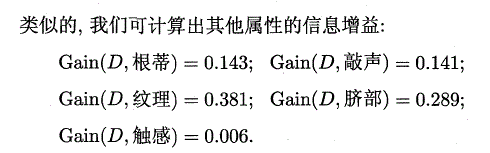 类似的, 我们可计算出其他属性的信息增益:
Gain(D, 根蒂) = 0.143; Gain(D, 敲声) = 0.141;
Gain(D, 纹理) = 0.381; Gain(D, 脐部) = 0.289;
Gain(D, 触感) = 0.006.